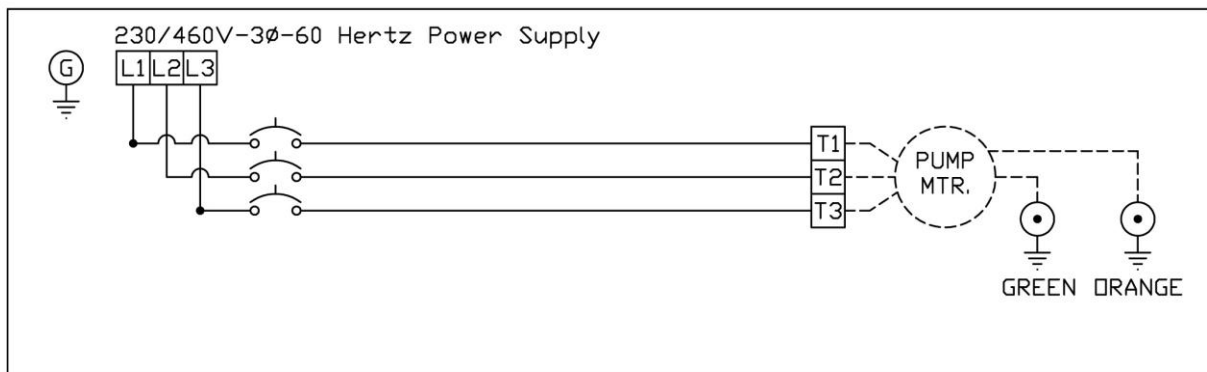 230/460V-3Ø-60 Hertz Power Supply
G
L1 L2 L3
T1
T2
T3
PUMP
MTR.
GREEN ORANGE